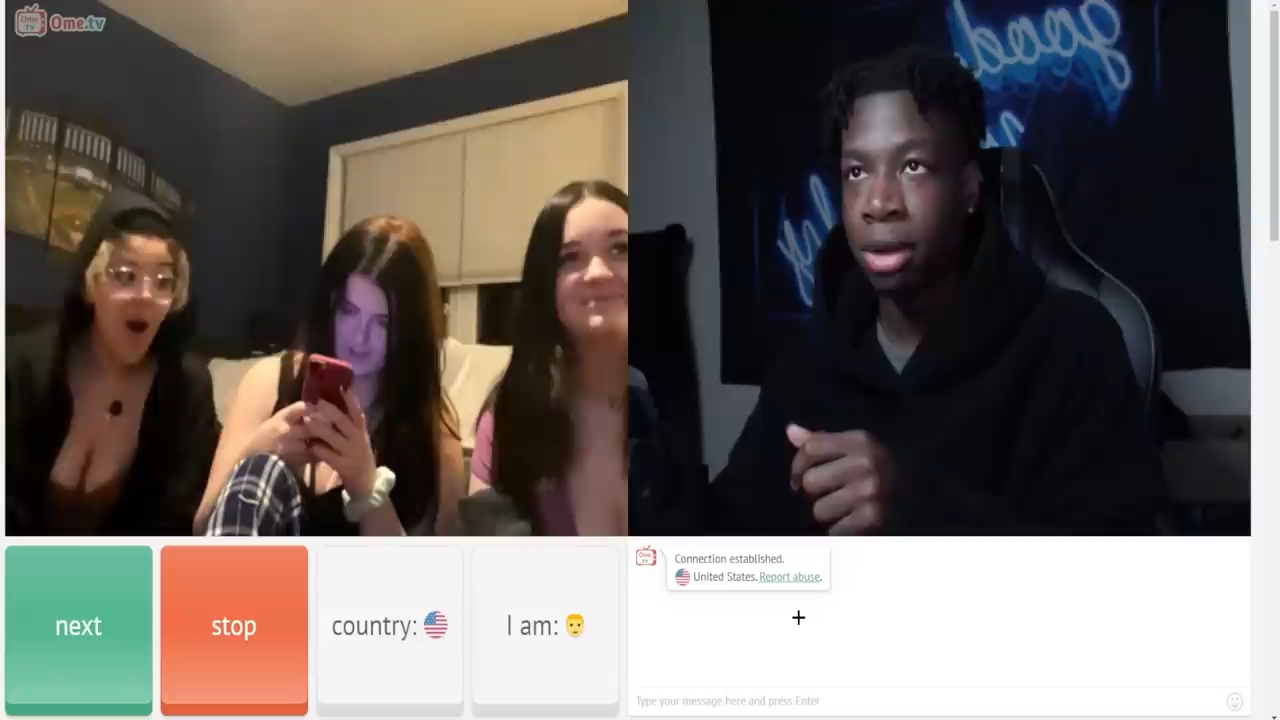 Ome.tv
good
next
stop
country:
I am:
Connection established.
United States. Report abuse.
Type your message here and press Enter